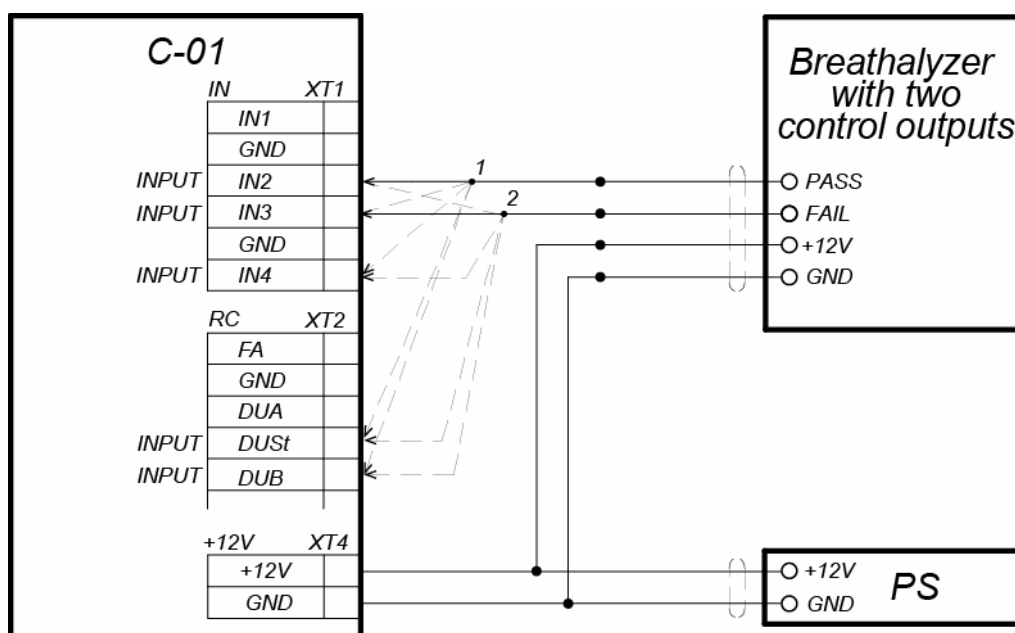 C-01
IN XT1
IN1
GND
INPUT IN2
INPUT IN3
GND
INPUT IN4
RC XT2
FA
GND
DUA
INPUT DUSt
INPUT DUB
+12V XT4
+12V
GND
1
2
Breathalyzer
with two
control outputs
PASS
FAIL
+12V
GND
+12V
GND
PS